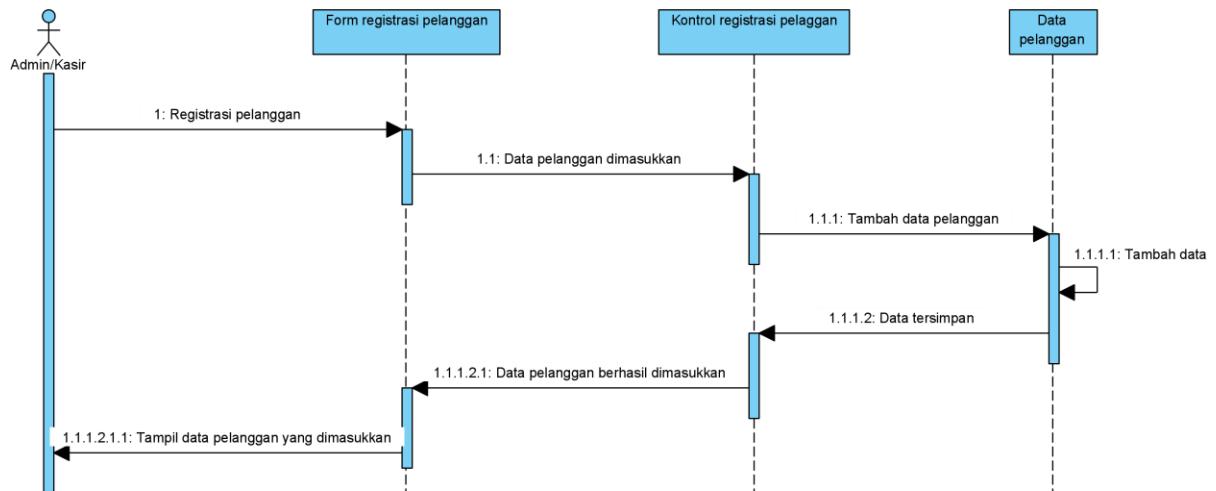 Form registrasi pelanggan
Kontrol registrasi pelaggan
Data
pelanggan
Admin/Kasir
1: Registrasi pelanggan
1.1: Data pelanggan dimasukkan
1.1.1: Tambah data pelanggan
1.1.1.1: Tambah data
1.1.1.2: Data tersimpan
1.1.1.2.1: Data pelanggan berhasil dimasukkan
1.1.1.2.1.1: Tampil data pelanggan yang dimasukkan